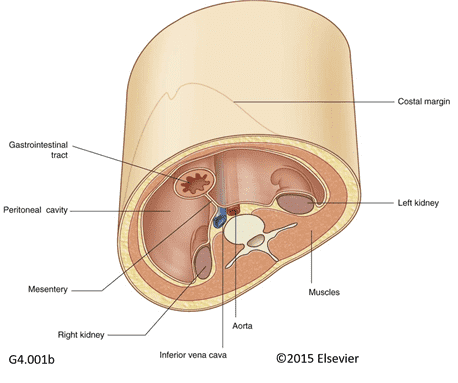 Costal margin
Gastrointestinal
tract
Peritoneal cavity
Left kidney
Mesentery
Muscles
Right kidney
Aorta
Inferior vena cava
G4.001b
©2015 Elsevier